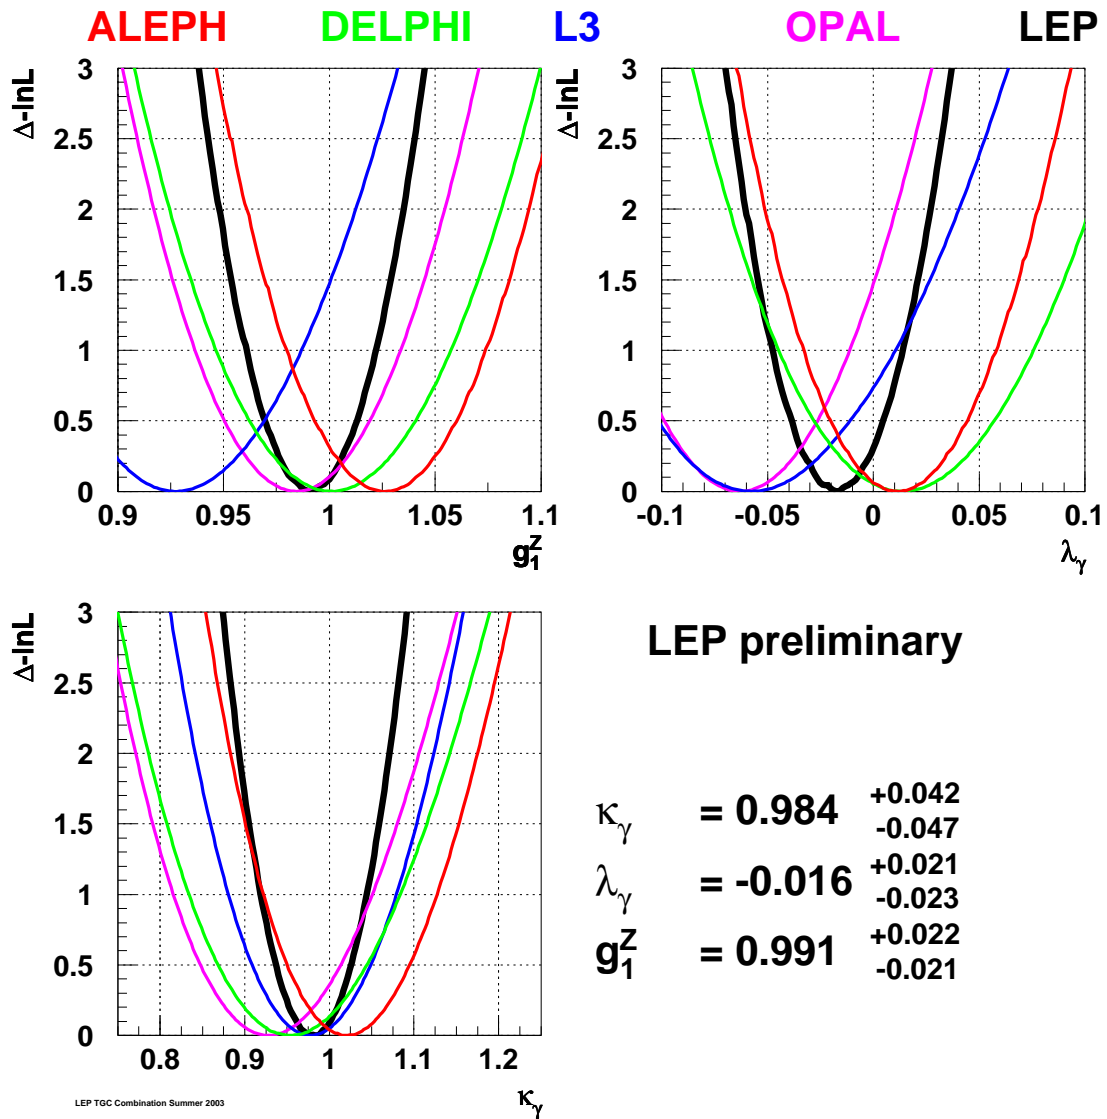 ALEPH DELPHI L3 OPAL LEP
Δ-lnL
3
2.5
2
1.5
1
0.5
0
0.9 0.95 1 1.05 1.1
g₁ᶻ
Δ-lnL
3
2.5
2
1.5
1
0.5
0
-0.1 -0.05 0 0.05 0.1
λᵧ
Δ-lnL
3
2.5
2
1.5
1
0.5
0
0.8 0.9 1 1.1 1.2
κᵧ
LEP preliminary
κᵧ = 0.984 +0.042 -0.047
λᵧ = -0.016 +0.021 -0.023
g₁ᶻ = 0.991 +0.022 -0.021
LEP TGC Combination Summer 2003